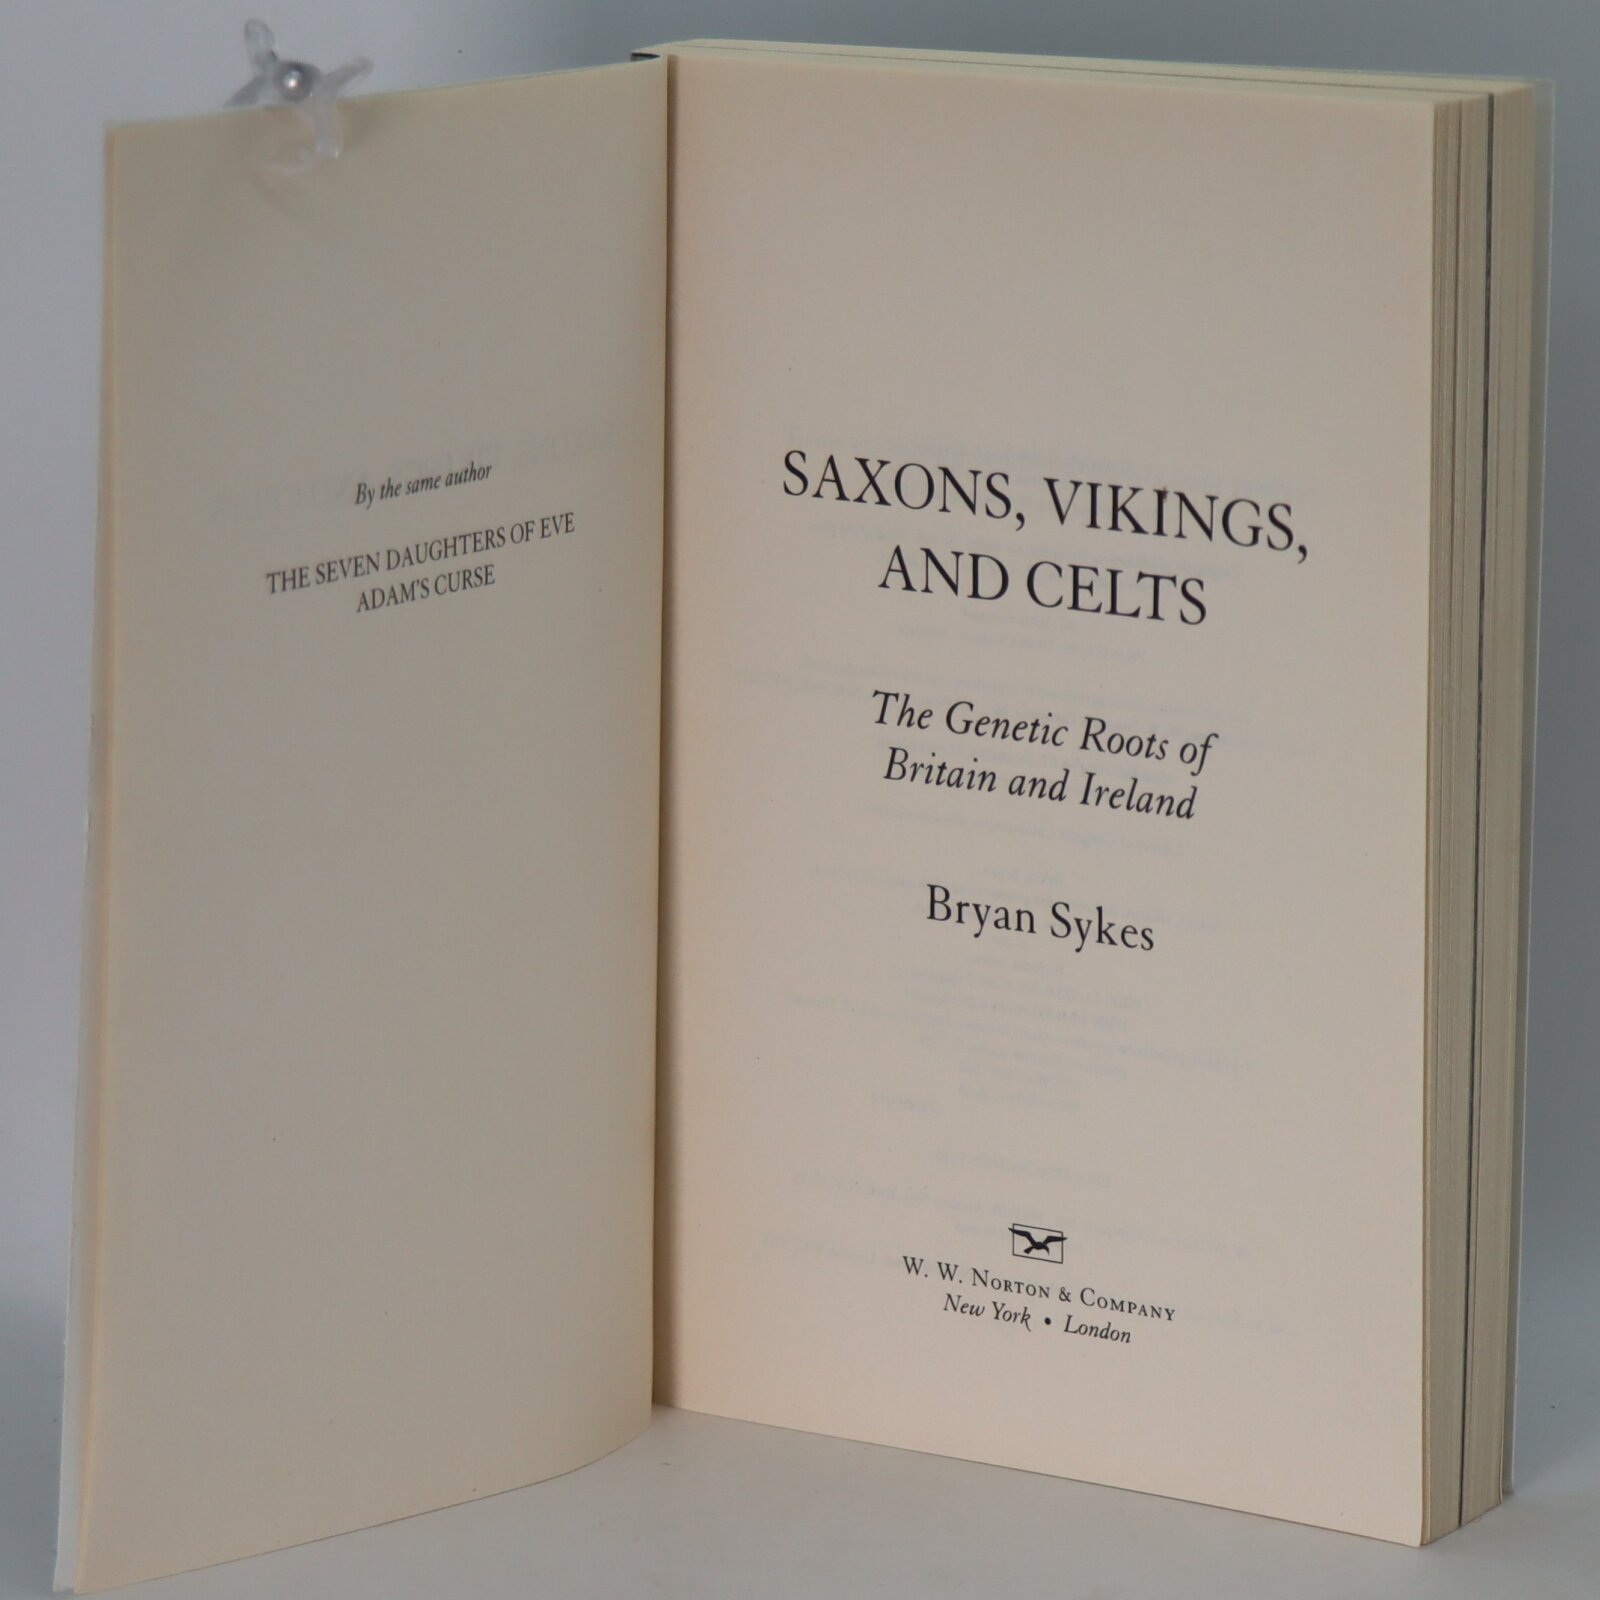 By the same author
THE SEVEN DAUGHTERS OF EVE
ADAM'S CURSE
SAXONS, VIKINGS,
AND CELTS
The Genetic Roots of
Britain and Ireland
Bryan Sykes
W. W. NORTON & COMPANY
New York • London